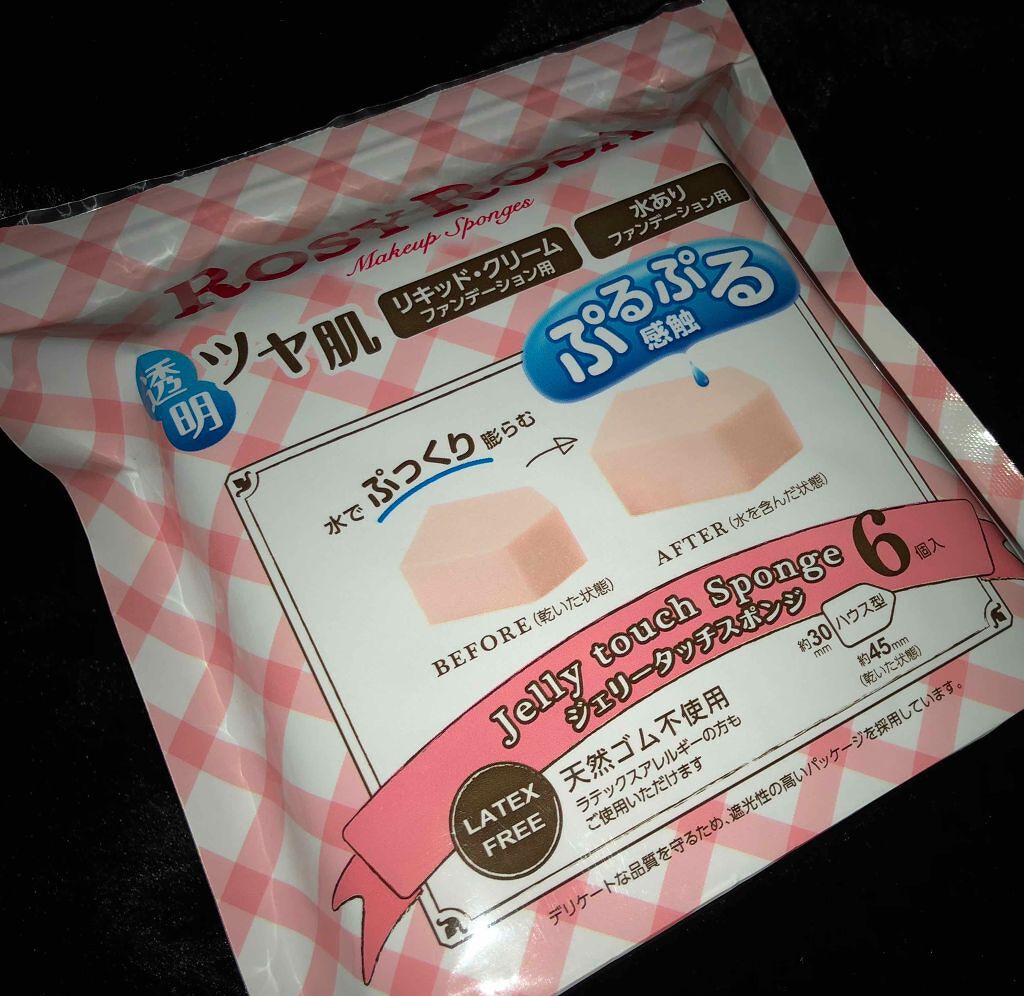 ROSY ROSA
Makeup Sponges
透明
ツヤ肌
リキッド・クリーム
ファンデーション用
水あり
ファンデーション用
ぷるぷる
感触
水でぷっくり膨らむ
BEFORE(乾いた状態)
AFTER(水を含んだ状態)
Jelly touch Sponge
ジェリータッチスポンジ
6個入
ハウス型
約30mm
約45mm
(乾いた状態)
LATEX
FREE
天然ゴム不使用
ラテックスアレルギーの方も
ご使用いただけます
デリケートな品質を守るため、遮光性の高いパッケージを採用しています。